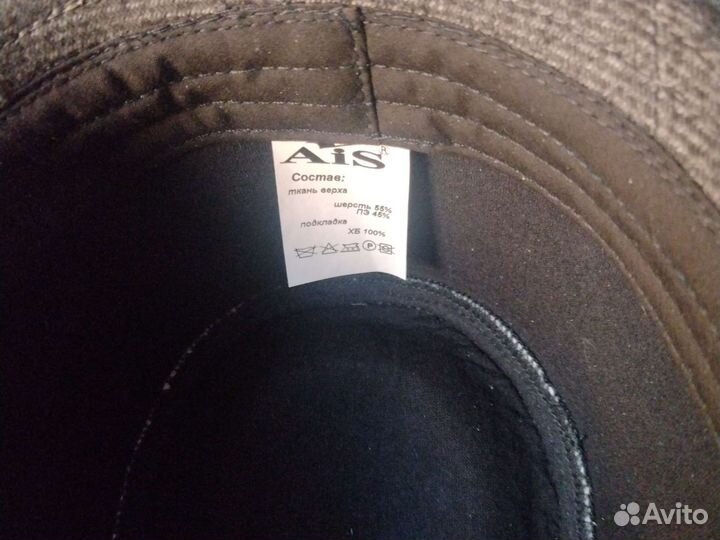 AiS®
Состав:
ткань верха
шерсть 55%
ПЭ 45%
подкладка
ХБ 100%
P
Avito